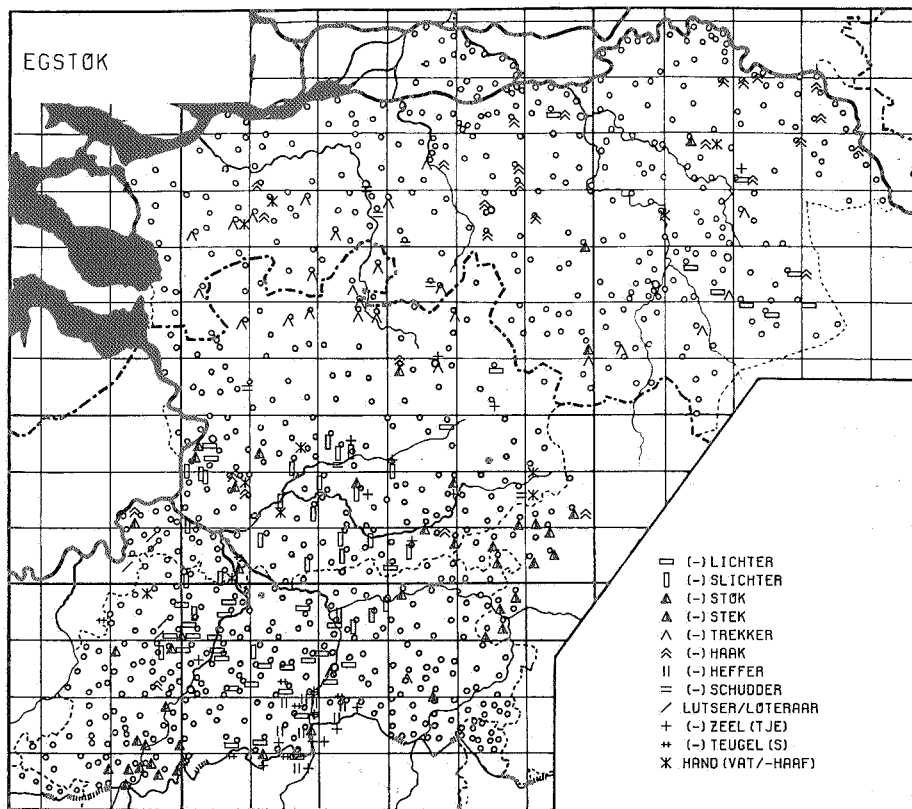 EGSTØK
(-) LICHTER
(-) SLICHTER
(-) STØK
(-) STEK
(-) TREKKER
(-) HAAK
(-) HEFFER
(-) SCHUDDER
LUTSER/LØTERAAR
(-) ZEEL (TJE)
(-) TEUGEL (S)
HAND (VAT/-HAAF)